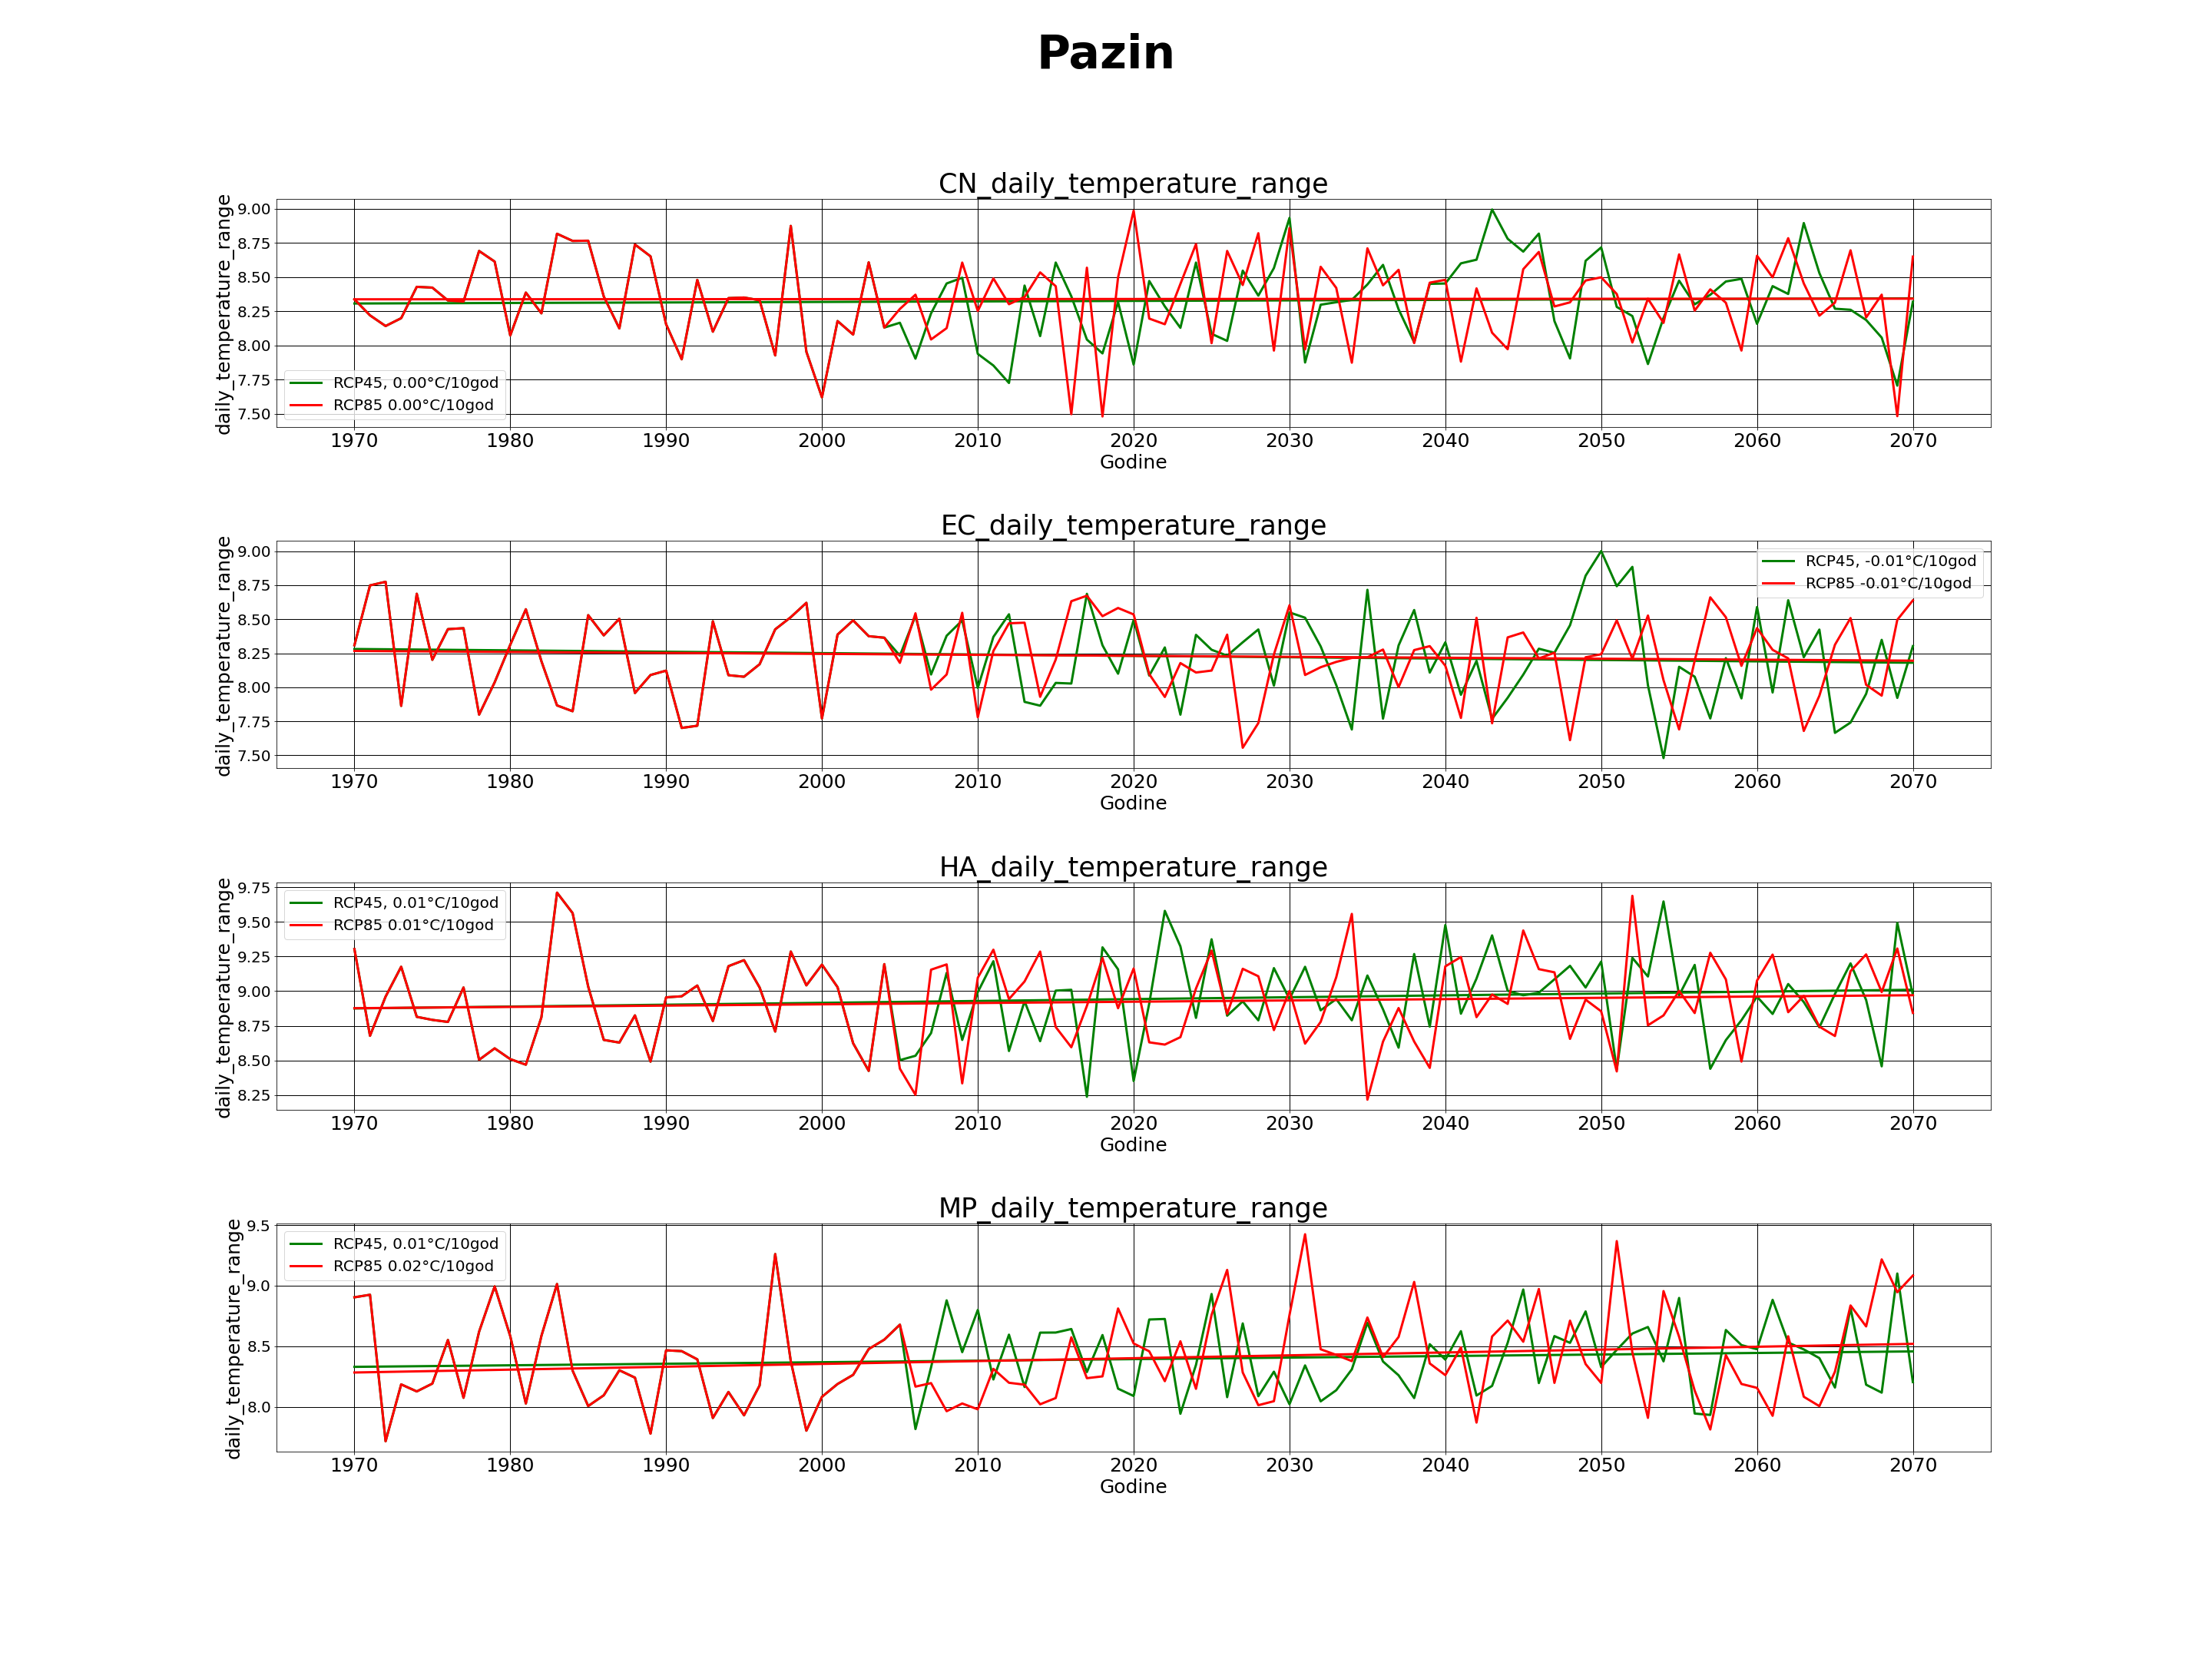 Pazin
CN_daily_temperature_range
daily_temperature_range
9.00
8.75
8.50
8.25
8.00
7.75
7.50
RCP45, 0.00°C/10god
RCP85 0.00°C/10god
1970 1980 1990 2000 2010 2020 2030 2040 2050 2060 2070
Godine
EC_daily_temperature_range
daily_temperature_range
9.00
8.75
8.50
8.25
8.00
7.75
7.50
RCP45, -0.01°C/10god
RCP85 -0.01°C/10god
1970 1980 1990 2000 2010 2020 2030 2040 2050 2060 2070
Godine
HA_daily_temperature_range
daily_temperature_range
9.75
9.50
9.25
9.00
8.75
8.50
8.25
RCP45, 0.01°C/10god
RCP85 0.01°C/10god
1970 1980 1990 2000 2010 2020 2030 2040 2050 2060 2070
Godine
MP_daily_temperature_range
daily_temperature_range
9.5
9.0
8.5
8.0
RCP45, 0.01°C/10god
RCP85 0.02°C/10god
1970 1980 1990 2000 2010 2020 2030 2040 2050 2060 2070
Godine